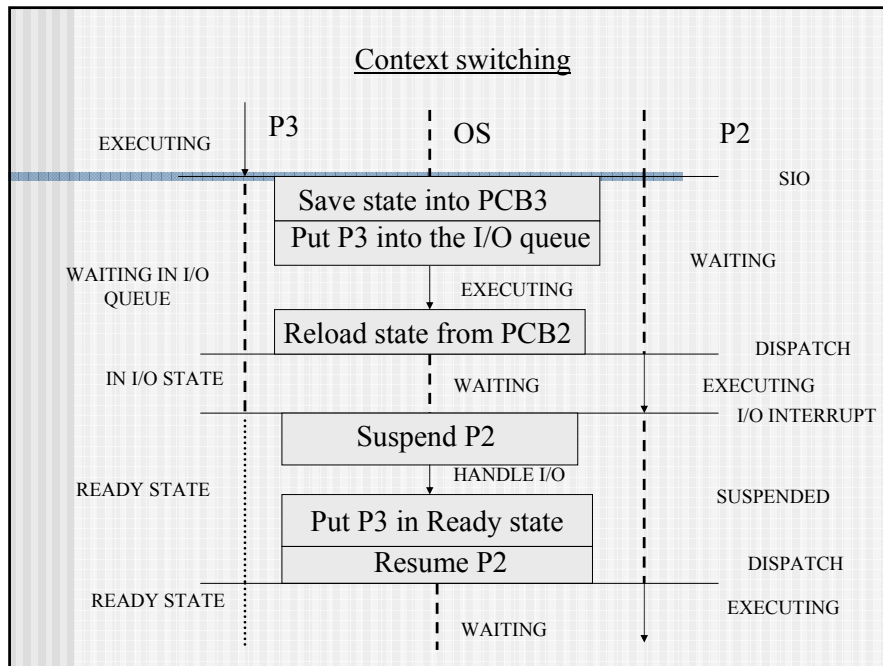 Context switching
P3
OS
P2
EXECUTING
SIO
Save state into PCB3
Put P3 into the I/O queue
WAITING IN I/O
QUEUE
WAITING
EXECUTING
Reload state from PCB2
DISPATCH
IN I/O STATE
WAITING
EXECUTING
I/O INTERRUPT
Suspend P2
HANDLE I/O
READY STATE
SUSPENDED
Put P3 in Ready state
Resume P2
DISPATCH
READY STATE
EXECUTING
WAITING